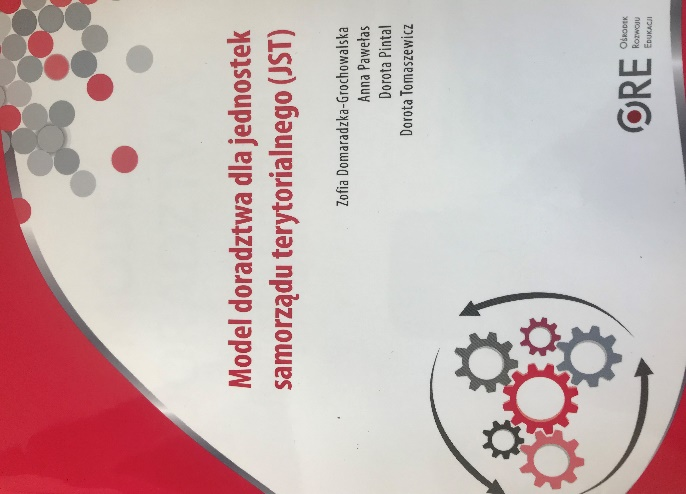 Model doradztwa dla jednostek
samorządu terytorialnego (JST)
Zofia Domaradzka-Grochowalska
Anna Pawełas
Dorota Pintal
Dorota Tomaszewicz
ORE
Ośrodek
Rozwoju
Edukacji